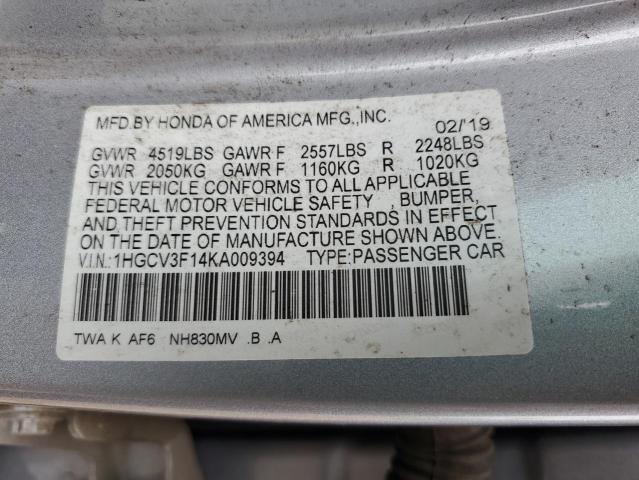 MFD.BY HONDA OF AMERICA MFG.,INC. 02/'19
GVWR 4519LBS GAWR F 2557LBS R 2248LBS
GVWR 2050KG GAWR F 1160KG R 1020KG
THIS VEHICLE CONFORMS TO ALL APPLICABLE
FEDERAL MOTOR VEHICLE SAFETY , BUMPER,
AND THEFT PREVENTION STANDARDS IN EFFECT
ON THE DATE OF MANUFACTURE SHOWN ABOVE.
V.I.N.:1HGCV3F14KA009394 TYPE:PASSENGER CAR
TWA K AF6 NH830MV .B .A